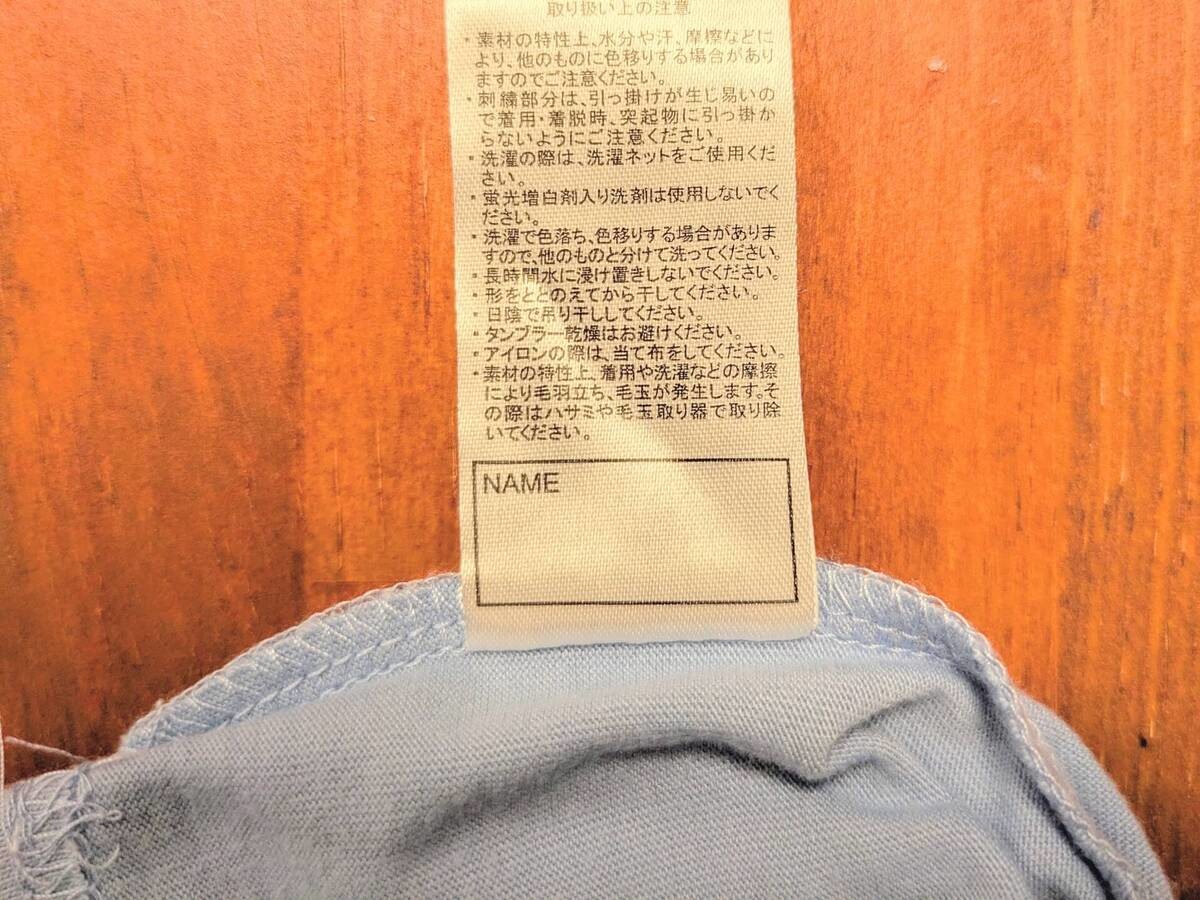 取り扱い上の注意
・素材の特性上、水分や汗、摩擦などに
より、他のものに色移りする場合があり
ますのでご注意ください。
・刺繍部分は、引っ掛けが生じ易いの
で着用・着脱時、突起物に引っ掛か
らないようにご注意ください。
・洗濯の際は、洗濯ネットをご使用くだ
さい。
・蛍光増白剤入り洗剤は使用しないでく
ださい。
・洗濯で色落ち、色移りする場合がありま
すので、他のものと分けて洗ってください。
・長時間水に浸け置きしないでください。
・形をととのえてから干してください。
・日陰で吊り干ししてください。
・タンブラー乾燥はお避けください。
・アイロンの際は、当て布をしてください。
・素材の特性上、着用や洗濯などの摩擦
により毛羽立ち、毛玉が発生します。そ
の際はハサミや毛玉取り器で取り除
いてください。
NAME